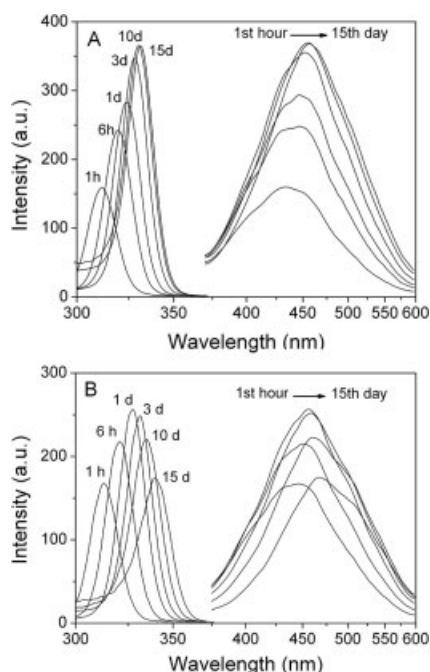 A
400
300
200
100
0
Intensity (a.u.)
10d
3d
15d
1d
6h
1h
1st hour → 15th day
300
350
400
450
500
550
600
Wavelength (nm)
B
300
200
100
0
Intensity (a.u.)
1 d
3 d
6 h
10 d
1 h
15 d
1st hour → 15th day
300
350
400
450
500
550
600
Wavelength (nm)